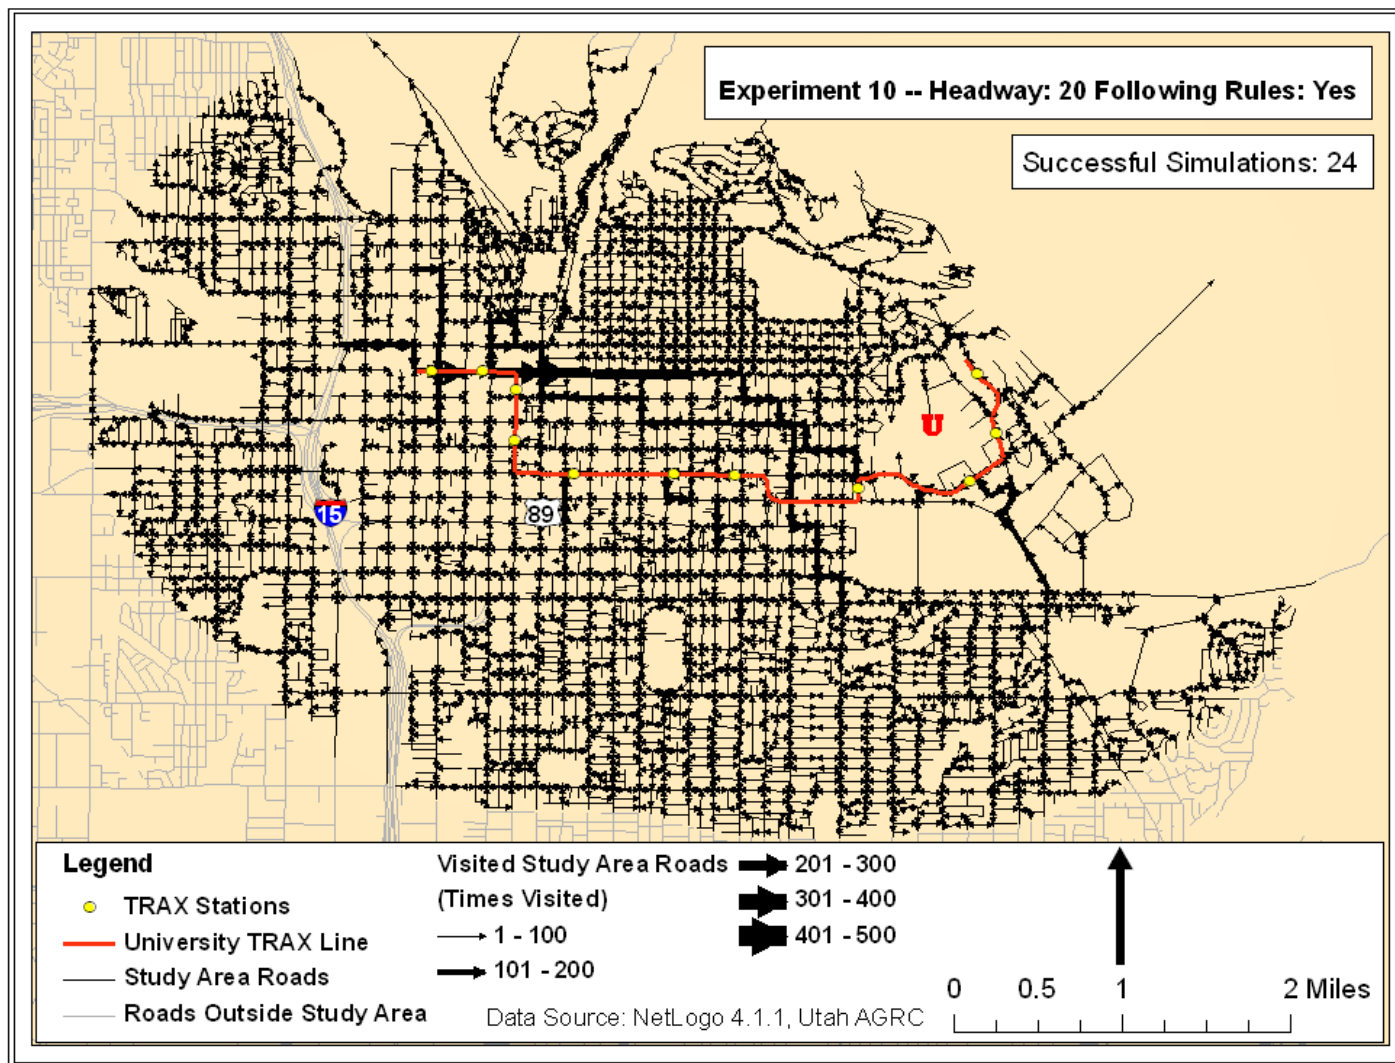 Experiment 10 -- Headway: 20 Following Rules: Yes
Successful Simulations: 24
U
15
89
Legend
TRAX Stations
University TRAX Line
Study Area Roads
Roads Outside Study Area
Visited Study Area Roads
(Times Visited)
1 - 100
101 - 200
201 - 300
301 - 400
401 - 500
Data Source: NetLogo 4.1.1, Utah AGRC
0 0.5 1 2 Miles